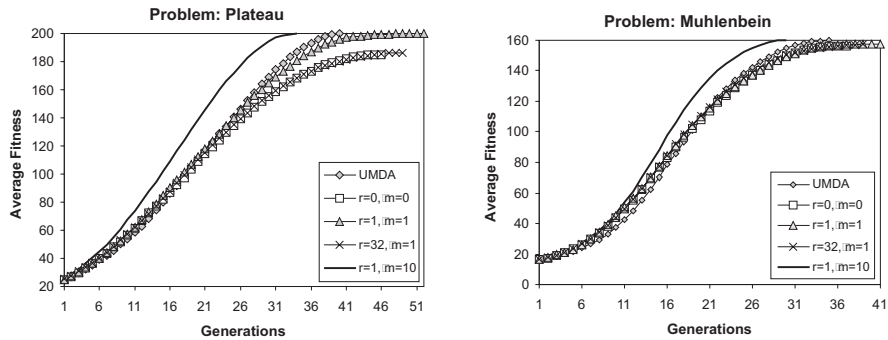 Problem: Plateau
200
180
160
140
120
100
80
60
40
20
Average Fitness
1 6 11 16 21 26 31 36 41 46 51
Generations
UMDA
r=0, m=0
r=1, m=1
r=32, m=1
r=1, m=10
Problem: Muhlenbein
160
140
120
100
80
60
40
20
0
Average Fitness
1 6 11 16 21 26 31 36 41
Generations
UMDA
r=0, m=0
r=1, m=1
r=32, m=1
r=1, m=10